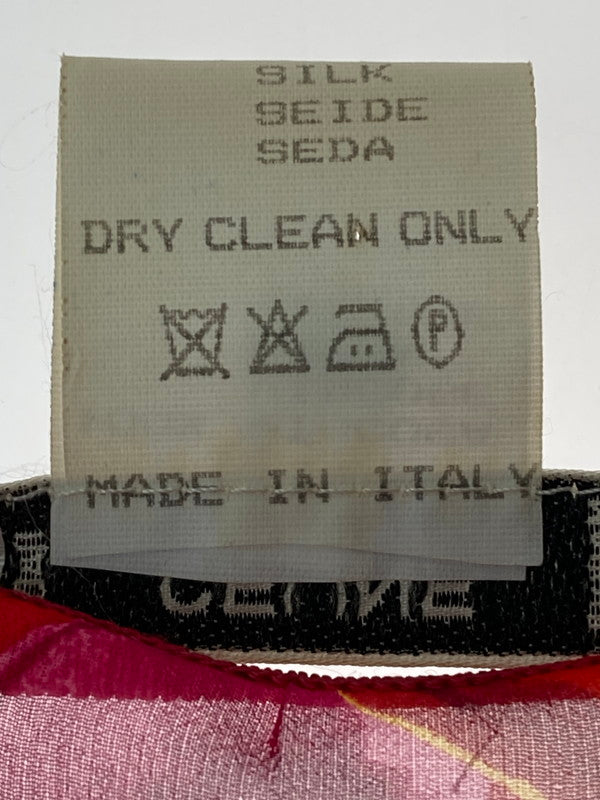 SILK
SEIDE
SEDA
DRY CLEAN ONLY
P
MADE IN ITALY